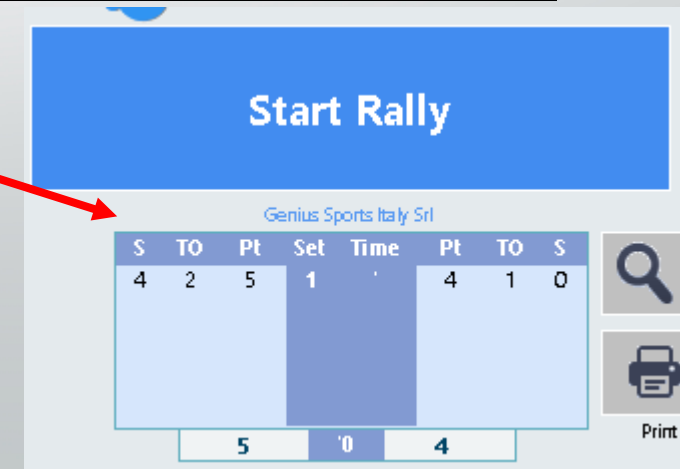 Start Rally
Genius Sports Italy Srl
S TO Pt Set Time Pt TO S
4 2 5 1 ' 4 1 0
5 '0 4
Print